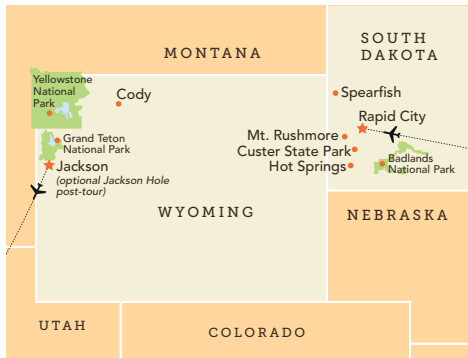 SOUTH
DAKOTA
MONTANA
Yellowstone
National
Park
Cody
Spearfish
Rapid City
Mt. Rushmore
Custer State Park
Hot Springs
Badlands
National Park
Grand Teton
National Park
Jackson
(optional Jackson Hole
post-tour)
WYOMING
NEBRASKA
UTAH
COLORADO